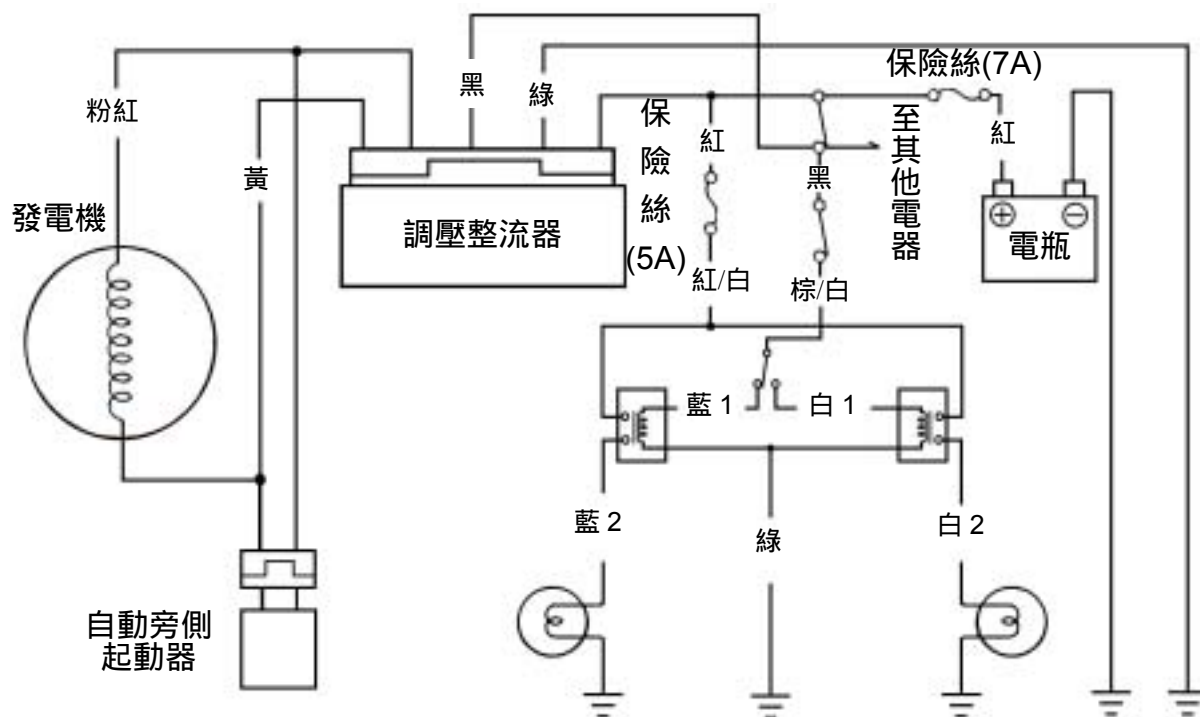 保險絲(7A)
黑
綠
粉紅
保
險
絲
(5A)
紅
至
其
他
電
器
紅
黃
黑
發電機
調壓整流器
電瓶
紅/白
棕/白
藍 1
白 1
藍 2
綠
白 2
自動旁側
起動器